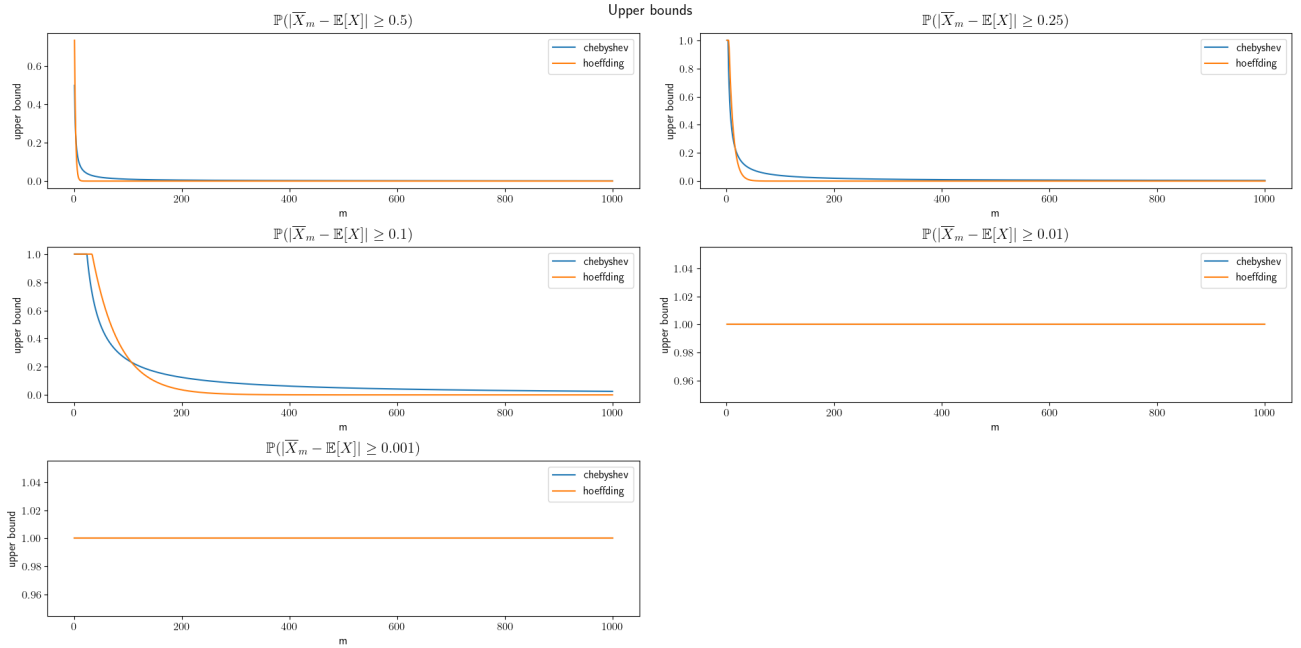 Upper bounds
ℙ(|X̅ₘ − 𝔼[X]| ≥ 0.5)
upper bound
0.6
0.4
0.2
0.0
chebyshev
hoeffding
0 200 400 600 800 1000
m
ℙ(|X̅ₘ − 𝔼[X]| ≥ 0.25)
upper bound
1.0
0.8
0.6
0.4
0.2
0.0
chebyshev
hoeffding
0 200 400 600 800 1000
m
ℙ(|X̅ₘ − 𝔼[X]| ≥ 0.1)
upper bound
1.0
0.8
0.6
0.4
0.2
0.0
chebyshev
hoeffding
0 200 400 600 800 1000
m
ℙ(|X̅ₘ − 𝔼[X]| ≥ 0.01)
upper bound
1.04
1.02
1.00
0.98
0.96
chebyshev
hoeffding
0 200 400 600 800 1000
m
ℙ(|X̅ₘ − 𝔼[X]| ≥ 0.001)
upper bound
1.04
1.02
1.00
0.98
0.96
chebyshev
hoeffding
0 200 400 600 800 1000
m